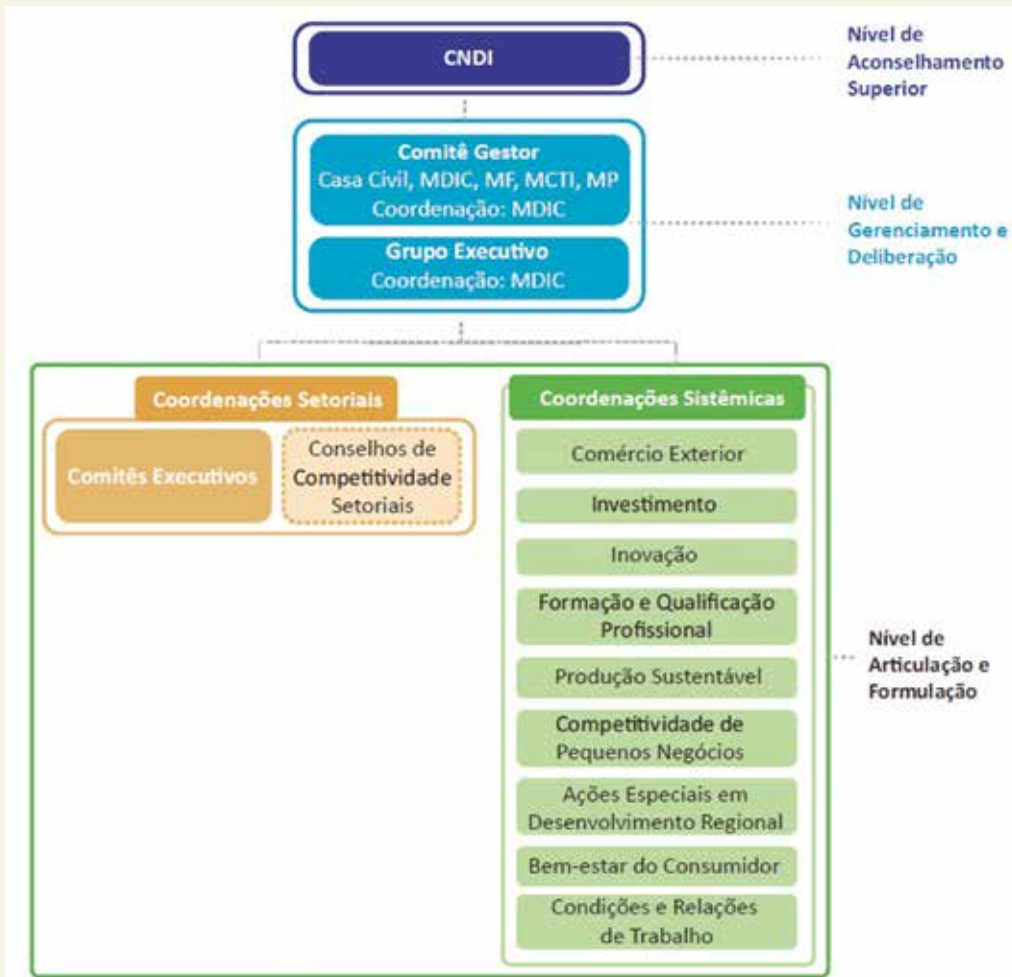 CNDI
Nível de
Aconselhamento
Superior
Comitê Gestor
Casa Civil, MDIC, MF, MCTI, MP
Coordenação: MDIC
Grupo Executivo
Coordenação: MDIC
Nível de
Gerenciamento e
Deliberação
Coordenações Setoriais
Comitês Executivos
Conselhos de
Competitividade
Setoriais
Coordenações Sistêmicas
Comércio Exterior
Investimento
Inovação
Formação e Qualificação
Profissional
Produção Sustentável
Competitividade de
Pequenos Negócios
Ações Especiais em
Desenvolvimento Regional
Bem-estar do Consumidor
Condições e Relações
de Trabalho
Nível de
Articulação e
Formulação